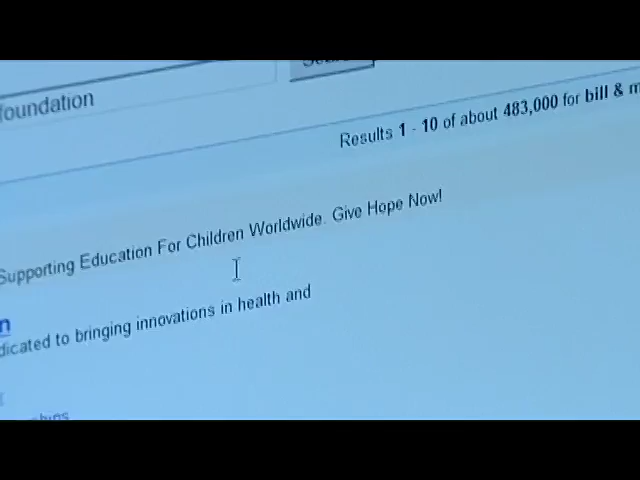 foundation
Results 1 - 10 of about 483,000 for bill & m
Supporting Education For Children Worldwide. Give Hope Now!
n
dicated to bringing innovations in health and